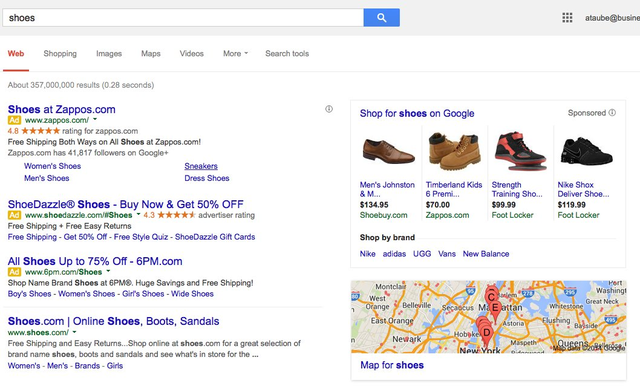 shoes
ataube@busine
Web Shopping Images Maps Videos More Search tools
About 357,000,000 results (0.28 seconds)
Shoes at Zappos.com
Ad www.zappos.com/
4.8 ★★★★★ rating for zappos.com
Free Shipping Both Ways on All Shoes at Zappos.com!
Zappos.com has 41,817 followers on Google+
Women's Shoes Sneakers
Men's Shoes Dress Shoes
ShoeDazzle® Shoes - Buy Now & Get 50% OFF
Ad www.shoedazzle.com/#Shoes 4.3 ★★★★★ advertiser rating
Free Shipping + Free Easy Returns
Free Shipping - Get 50% Off - Free Style Quiz - ShoeDazzle Gift Cards
All Shoes Up to 75% Off - 6PM.com
Ad www.6pm.com/Shoes
Shop Name Brand Shoes at 6PM®. Huge Savings and Free Shipping!
Boy's Shoes - Women's Shoes - Girl's Shoes - Wide Shoes
Shoes.com | Online Shoes, Boots, Sandals
www.shoes.com/
Free Shipping and Easy Returns...Shop online at shoes.com for a great selection of
brand name shoes, boots and sandals and see what's in store for the ...
Women's - Men's - Brands - Girls
Shop for shoes on Google Sponsored
Men's Johnston
& M...
$134.95
Shoebuy.com
Timberland Kids
6 Premi...
$70.00
Zappos.com
Strength
Training Sho...
$99.99
Foot Locker
Nike Shox
Deliver Shoe...
$119.99
Foot Locker
Shop by brand
Nike adidas UGG Vans New Balance
Montclair
Whitestone
Great Neck
Belleville
Secaucus
Manhattan
East Orange
Astoria
Flushing
Bayside
Newark
Hoboken
Queens
New York
Map data ©2014 Google
C
E
D
Map for shoes